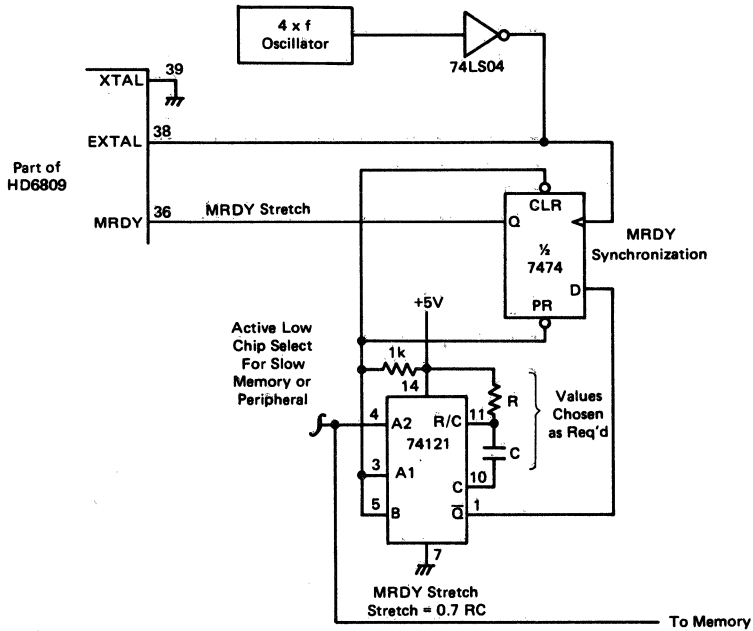 4 x f
Oscillator
74LS04
39
XTAL
38
EXTAL
Part of
HD6809
36
MRDY
MRDY Stretch
CLR
Q
½
7474
D
PR
MRDY
Synchronization
+5V
Active Low
Chip Select
For Slow
Memory or
Peripheral
1k
14
R
Values
Chosen
as Req'd
4
A2
R/C
11
74121
C
3
A1
10
C
5
B
Q̅
1
7
MRDY Stretch
Stretch = 0.7 RC
To Memory